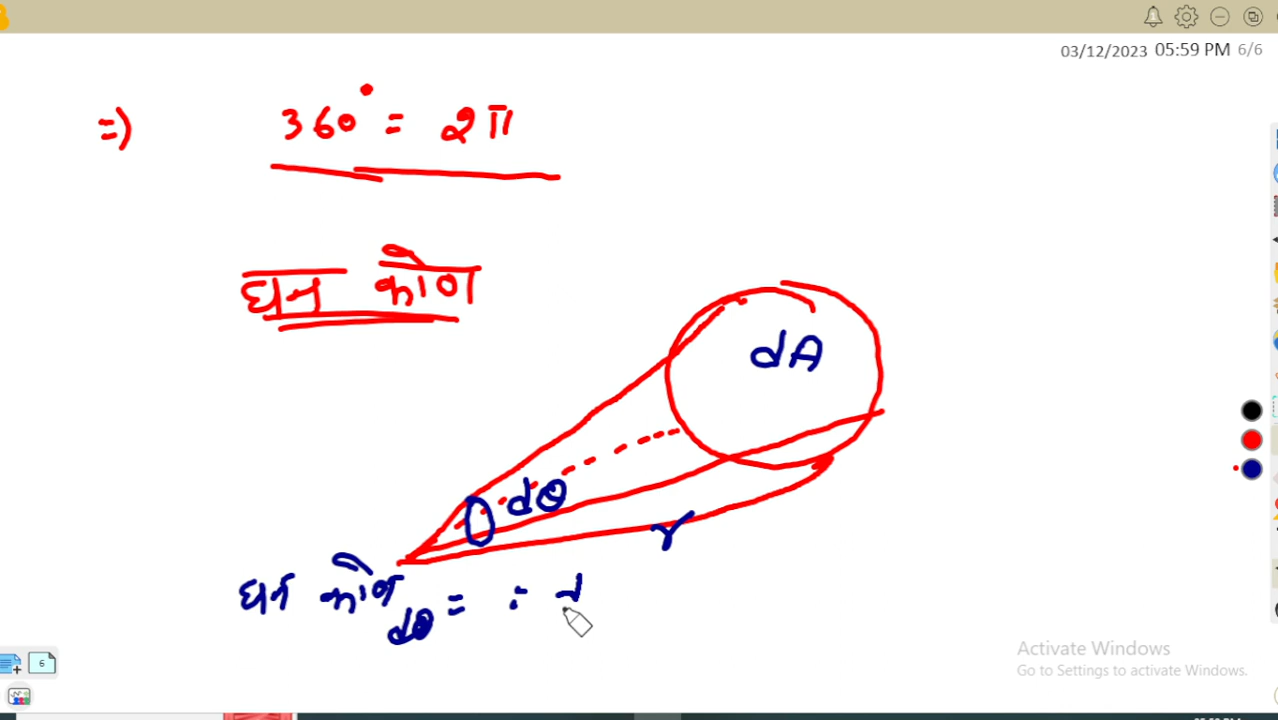 03/12/2023 05:59 PM 6/6
=) 360° = 2π
घन कोण
dA
dθ
r
घन कोण dθ =
Activate Windows
Go to Settings to activate Windows.
6